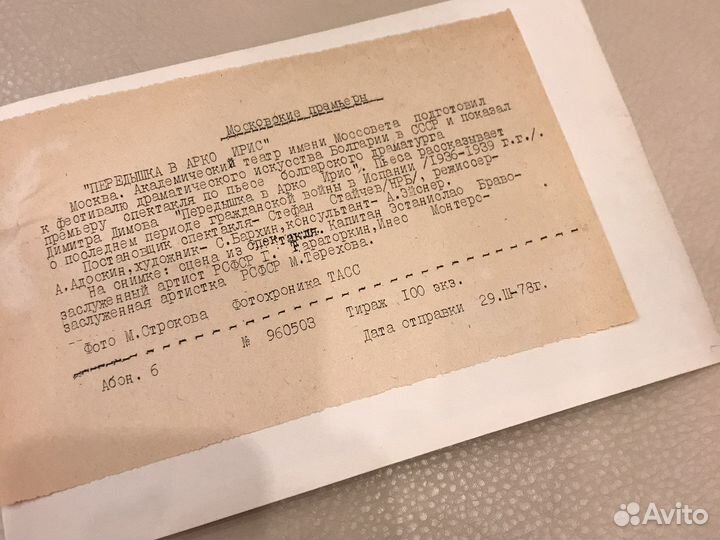 Московские прамьеры
"ПЕРЕДЫШКА В АРКО ИРИС"
Москва. Академический театр имени Моссовета подготовил
к фестивалю драматического искусства Болгарии в СССР и показал
премьеру спектакля по пьесе болгарского драматурга
Димитра Димова "Передышка в Арко Ирис". Пьеса рассказывает
о последнем периоде гражданской войны в Испании /1936-1939 г.г./.
Постановщик спектакля- Стефан Стайчев/НРБ/ режиссер-
А.Адоскин,художник- С.Бархин,консультант- А.Эйснер.
На снимке: сцена из спектакля. Капитан Эстанислао Браво-
заслуженный артист РСФСР Г. Тараторкин,Инес Монтеро-
заслуженная артистка РСФСР М.Терехова.
Фото М.Строкова Фотохроника ТАСС
№ 960503 Тираж I00 экз.
Абон. 6 Дата отправки 29.III-78г.
Avito